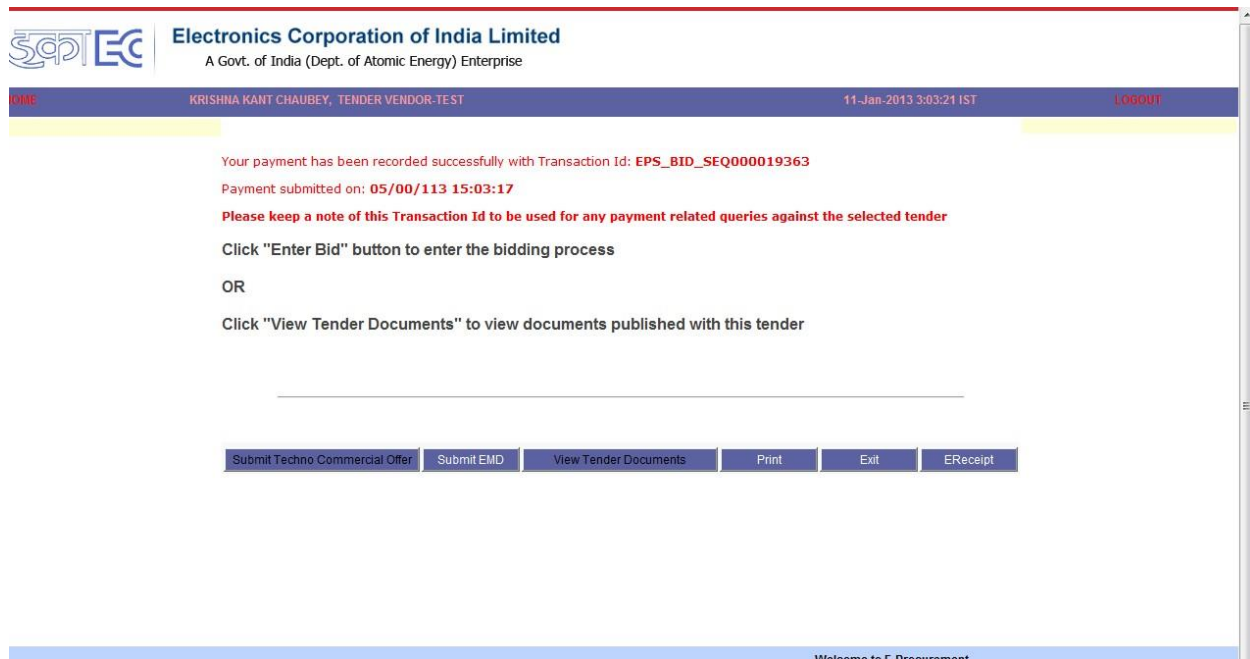 इका EC Electronics Corporation of India Limited
A Govt. of India (Dept. of Atomic Energy) Enterprise
HOME KRISHNA KANT CHAUBEY, TENDER VENDOR-TEST 11-Jan-2013 3:03:21 IST LOGOUT
Your payment has been recorded successfully with Transaction Id: EPS_BID_SEQ000019363
Payment submitted on: 05/00/113 15:03:17
Please keep a note of this Transaction Id to be used for any payment related queries against the selected tender
Click "Enter Bid" button to enter the bidding process
OR
Click "View Tender Documents" to view documents published with this tender
Submit Techno Commercial Offer Submit EMD View Tender Documents Print Exit EReceipt
Welcome to E-Procurement